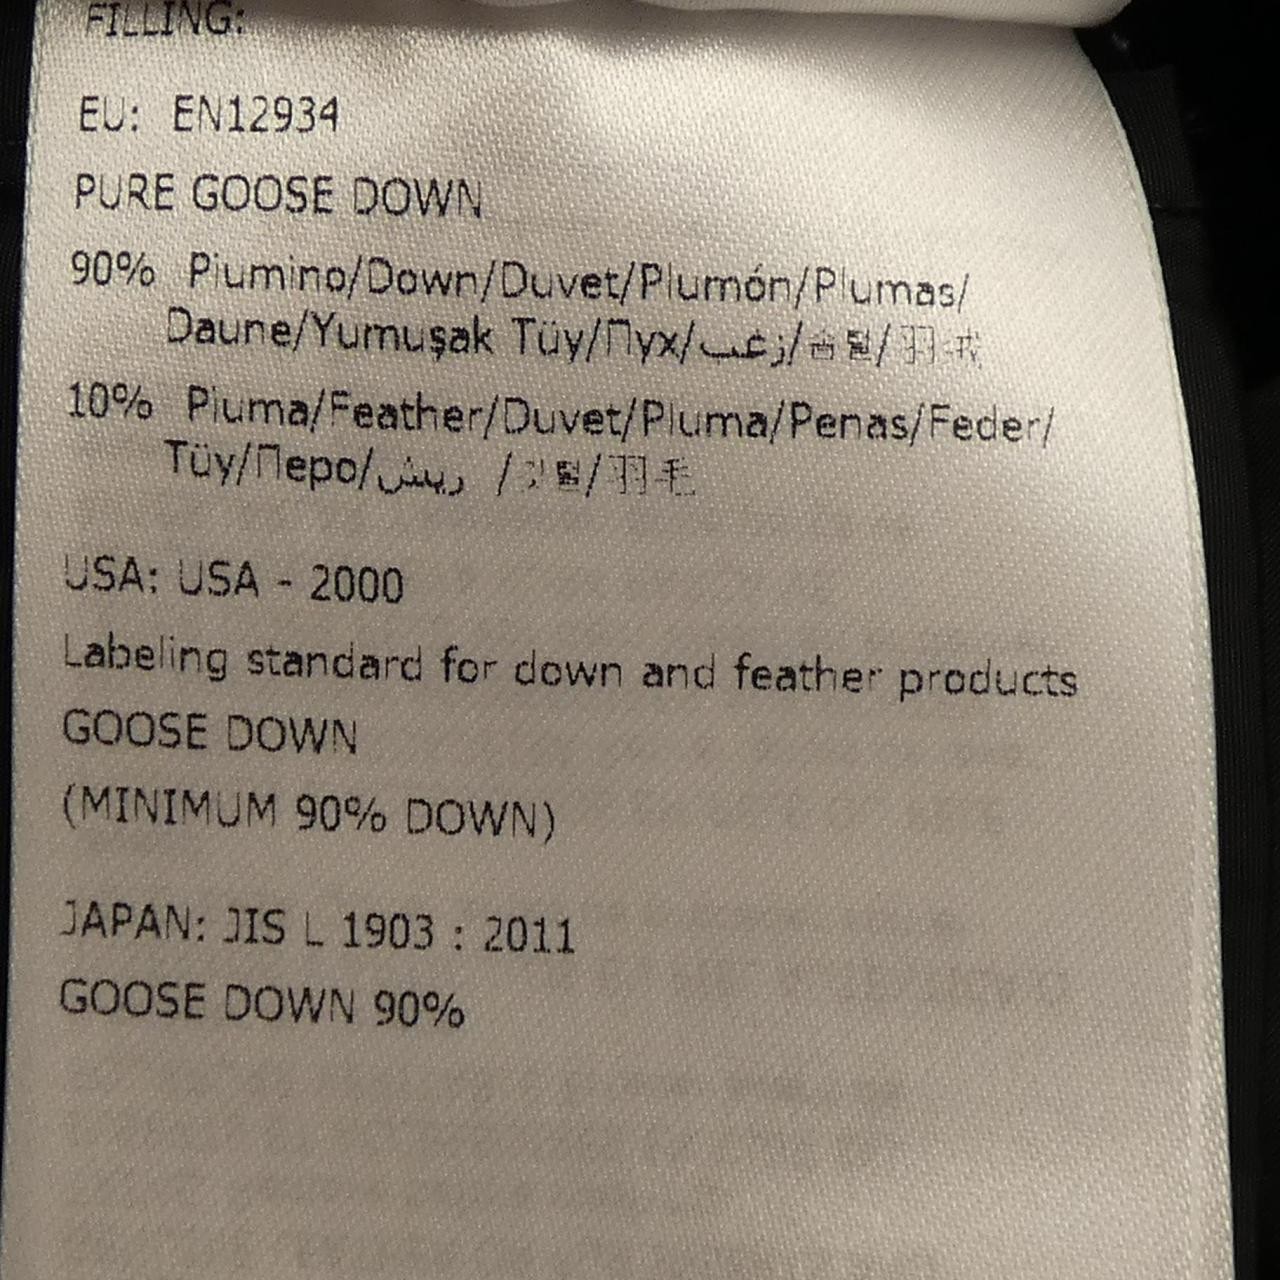 FILLING:
EU: EN12934
PURE GOOSE DOWN
90% Piumino/Down/Duvet/Plumón/Plumas/
Daune/Yumuşak Tüy/Пух/زغب/솜털/羽绒
10% Piuma/Feather/Duvet/Pluma/Penas/Feder/
Tüy/Перо/ريش /깃털/羽毛
USA: USA - 2000
Labeling standard for down and feather products
GOOSE DOWN
(MINIMUM 90% DOWN)
JAPAN: JIS L 1903 : 2011
GOOSE DOWN 90%